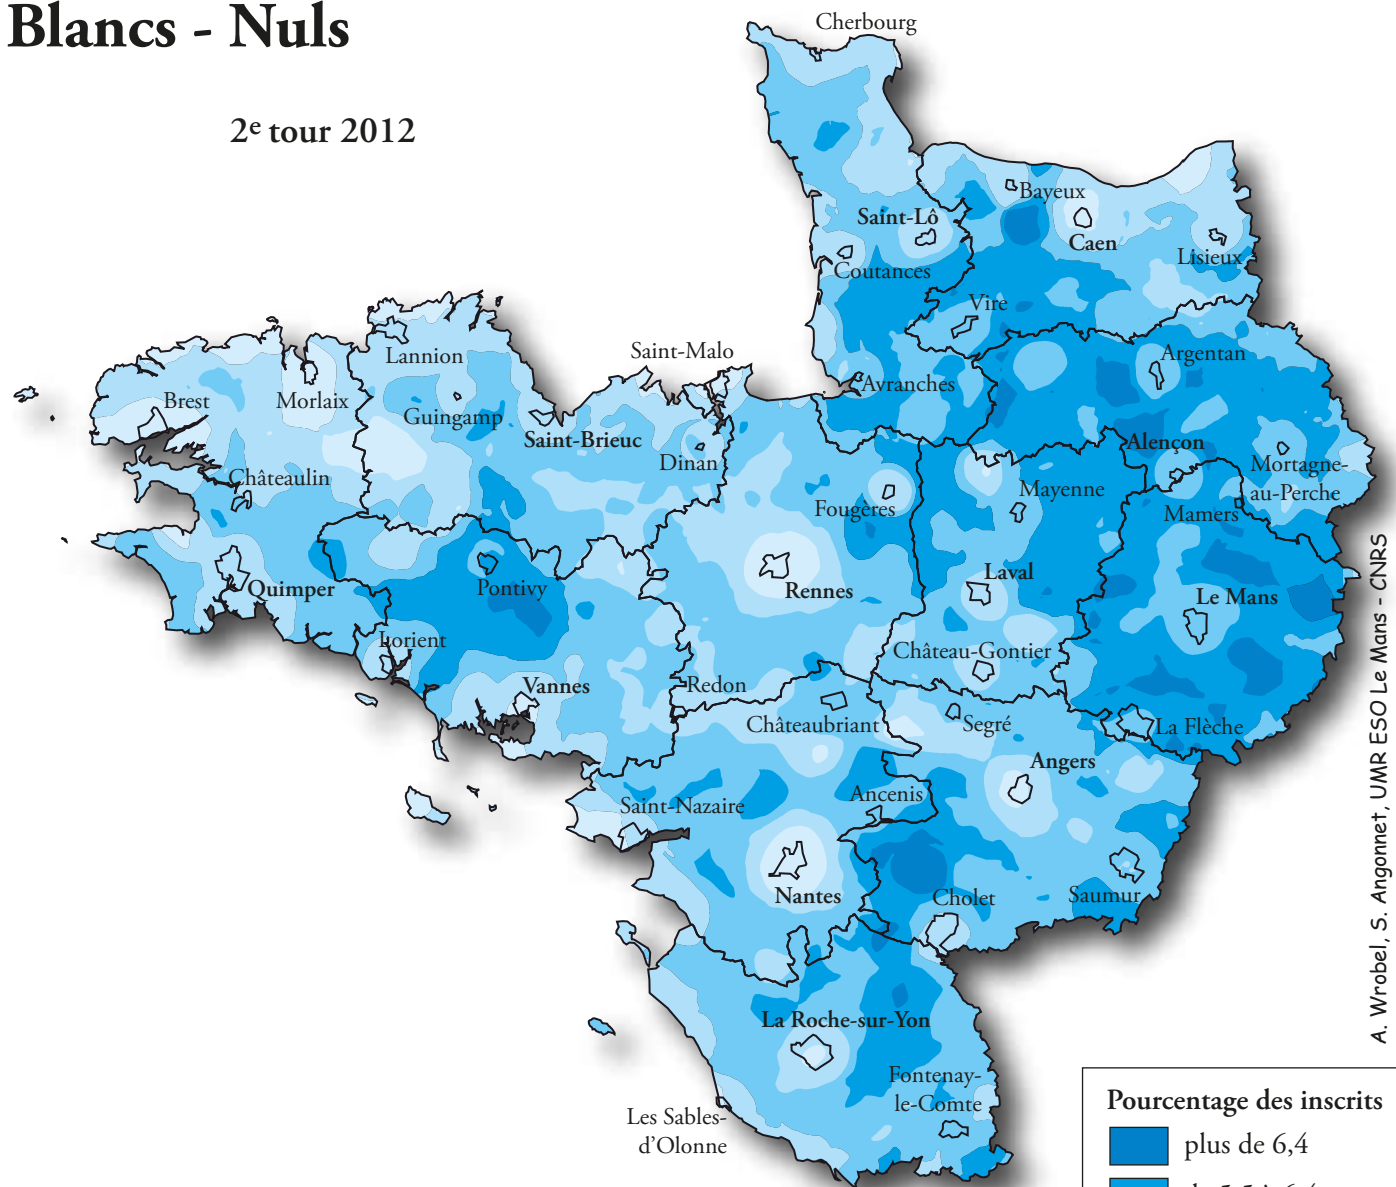 Blancs - Nuls
2e tour 2012
Cherbourg
Bayeux
Saint-Lô
Caen
Lisieux
Coutances
Vire
Saint-Malo
Argentan
Lannion
Avranches
Brest
Morlaix
Guingamp
Saint-Brieuc
Alençon
Dinan
Mortagne-
au-Perche
Châteaulin
Mayenne
Fougères
Mamers
Laval
Quimper
Pontivy
Rennes
Le Mans
Lorient
Château-Gontier
Vannes
Redon
Châteaubriant
Segré
La Flèche
Angers
Saint-Nazaire
Ancenis
Nantes
Cholet
Saumur
La Roche-sur-Yon
Fontenay-
le-Comte
Les Sables-
d'Olonne
A. Wrobel, S. Angonnet, UMR ESO Le Mans - CNRS
Pourcentage des inscrits
plus de 6,4